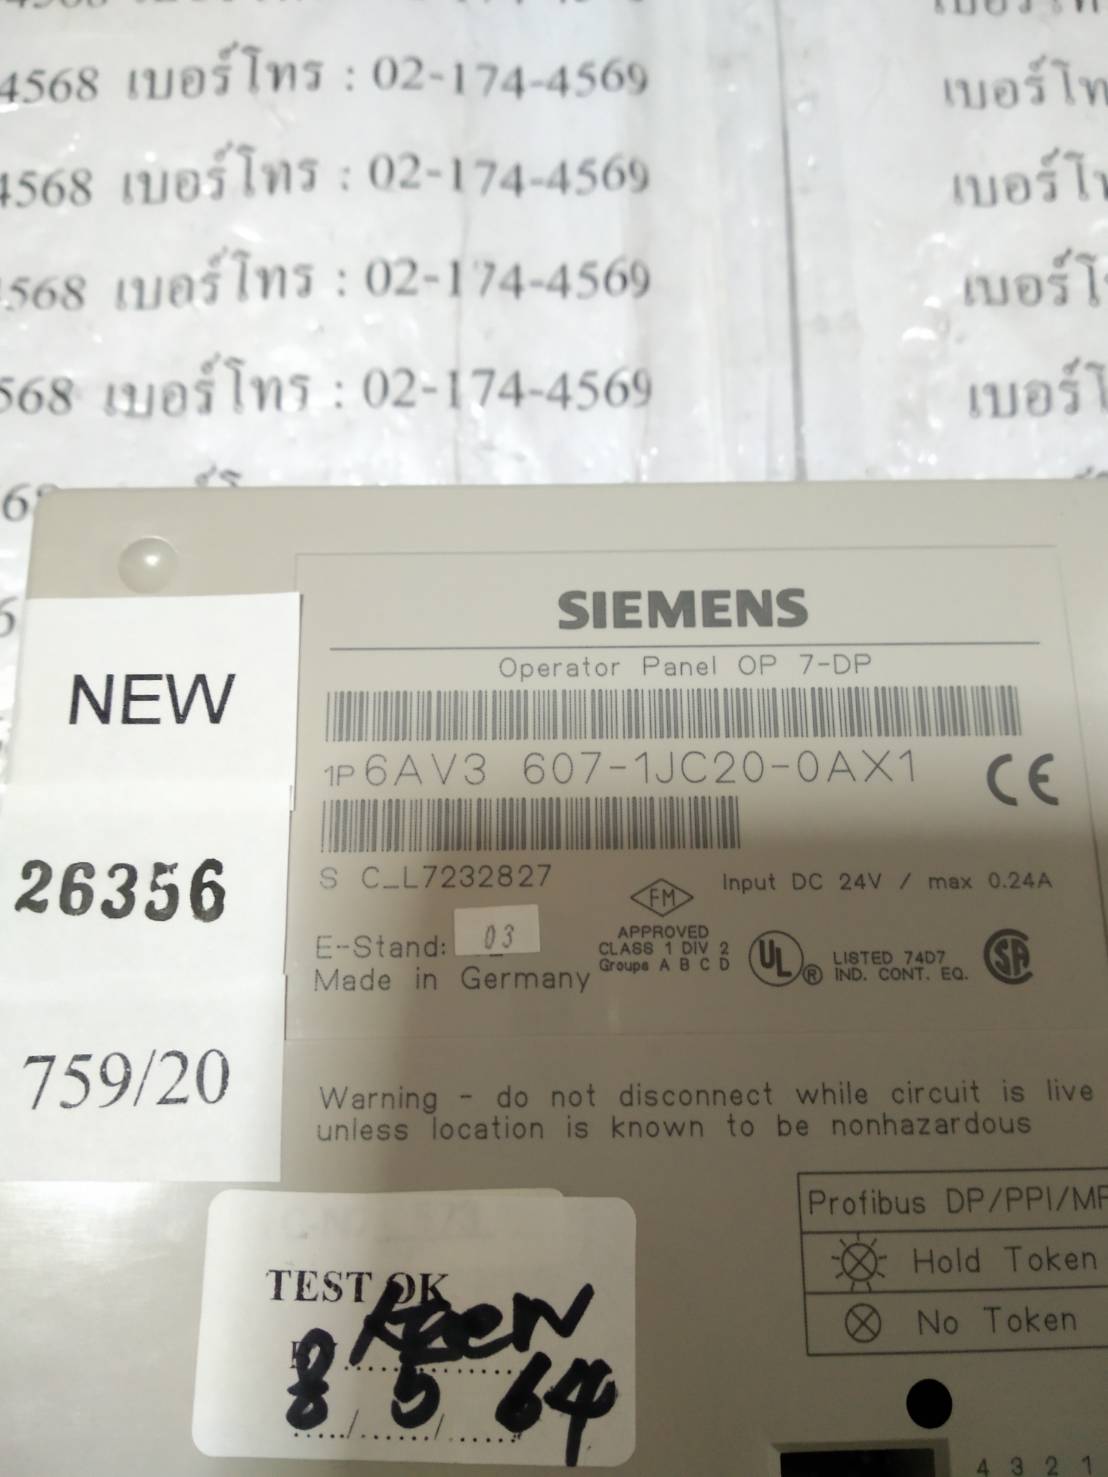 4568 เบอร์โทร : 02-174-4569 เบอร์โท
4568 เบอร์โทร : 02-174-4569 เบอร์โ
568 เบอร์โทร : 02-174-4569 เบอร์โ
568 เบอร์โทร : 02-174-4569 เบอร์โ
NEW
26356
759/20
SIEMENS
Operator Panel OP 7-DP
1P 6AV3 607-1JC20-0AX1
CE
S C_L7232827
Input DC 24V / max 0.24A
E-Stand: 03
Made in Germany
FM
APPROVED
CLASS 1 DIV 2
Groups A B C D
UL ®
LISTED 74D7
IND. CONT. EQ.
SA
Warning - do not disconnect while circuit is live
unless location is known to be nonhazardous
Profibus DP/PPI/MP
Hold Token
No Token
TEST OK
Keen
8/5/64
4 3 2 1